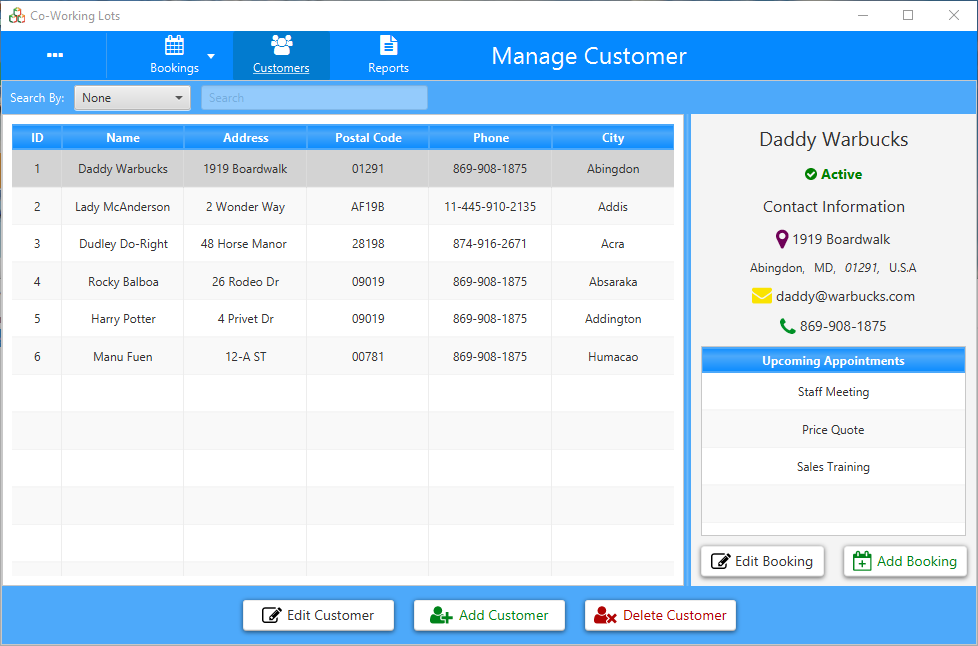 Co-Working Lots
Bookings
Customers
Reports
Manage Customer
Search By: None Search
ID Name Address Postal Code Phone City
1 Daddy Warbucks 1919 Boardwalk 01291 869-908-1875 Abingdon
2 Lady McAnderson 2 Wonder Way AF19B 11-445-910-2135 Addis
3 Dudley Do-Right 48 Horse Manor 28198 874-916-2671 Acra
4 Rocky Balboa 26 Rodeo Dr 09019 869-908-1875 Absaraka
5 Harry Potter 4 Privet Dr 09019 869-908-1875 Addington
6 Manu Fuen 12-A ST 00781 869-908-1875 Humacao
Daddy Warbucks
Active
Contact Information
1919 Boardwalk
Abingdon, MD, 01291, U.S.A
daddy@warbucks.com
869-908-1875
Upcoming Appointments
Staff Meeting
Price Quote
Sales Training
Edit Booking Add Booking
Edit Customer Add Customer Delete Customer